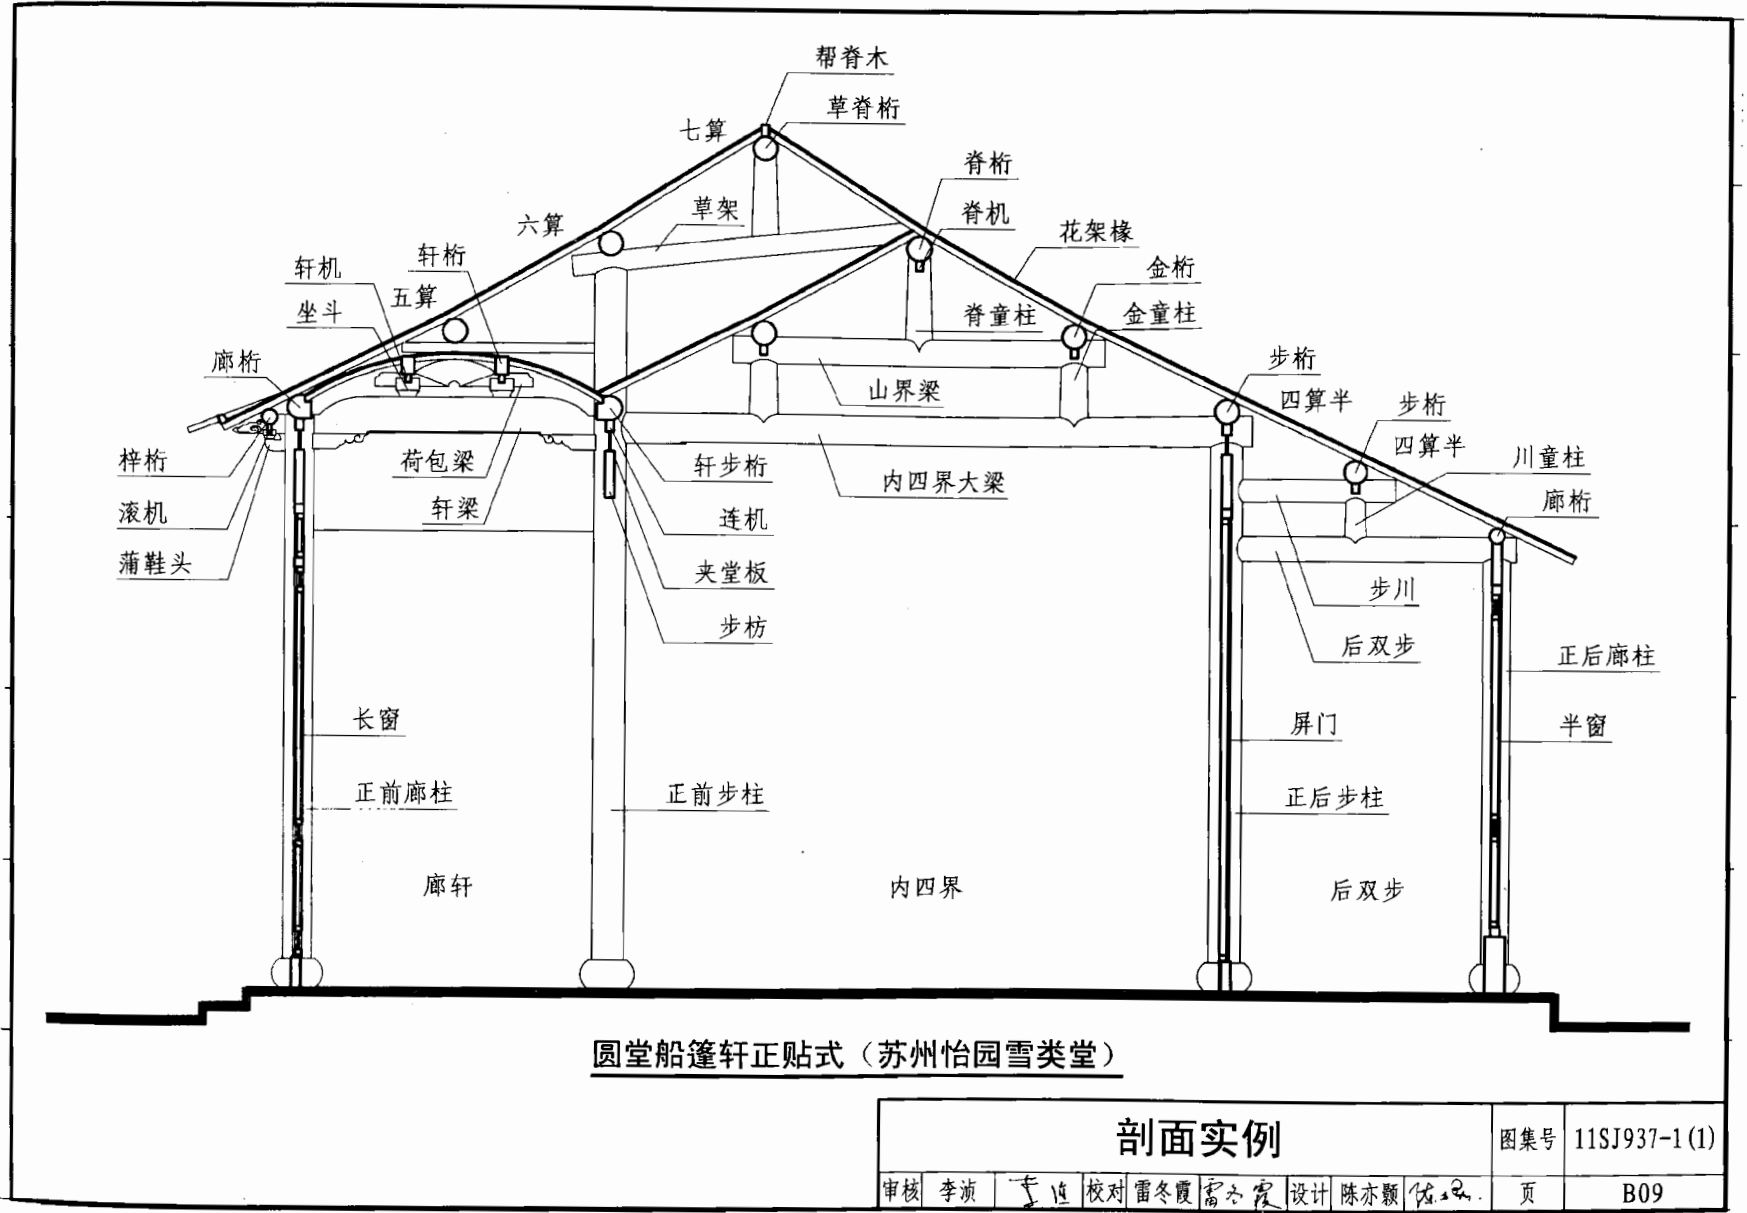 帮脊木
草脊桁
七算
脊桁
草架
脊机
六算
花架椽
轩桁
轩机
金桁
五算
坐斗
脊童柱
金童柱
廊桁
步桁
山界梁
四算半
步桁
四算半
梓桁
荷包梁
轩步桁
内四界大梁
川童柱
滚机
轩梁
连机
廊桁
蒲鞋头
夹堂板
步川
步枋
后双步
正后廊柱
长窗
屏门
半窗
正前廊柱
正前步柱
正后步柱
廊轩
内四界
后双步
圆堂船篷轩正贴式（苏州怡园雪类堂）
剖面实例
图集号 11SJ937-1(1)
审核 李浈 校对 雷冬霞 雷冬霞 设计 陈亦颢 页 B09